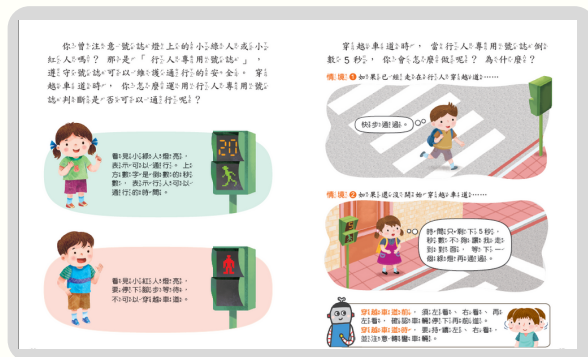 你曾注意號誌燈上的小綠人或小
紅人嗎？那是「行人專用號誌」，
遵守號誌可以維護通行的安全，穿
越車道時，你怎麼運用行人專用號
誌判斷是否可以通行呢？
看見小綠人燈亮，
表示可以通行。上
方數字是倒數的秒
數，表示行人可以
通行的時間。
20
看見小紅人燈亮，
要停下腳步等待，
不可以穿越車道。
穿越車道時，當行人專用號誌倒
數5秒，你會怎麼做呢？為什麼？
情境1如果已經走在行人穿越道……
快步通過。
情境2如果還沒開始穿越車道……
時間只剩下5秒，
秒數不夠讓我走
到對面，等下一
個綠燈再通過。
穿越車道前，須左看、右看、再
左看，確認車輛停下再前進。
穿越車道時，要持續左、右看，
並注意轉彎車輛。